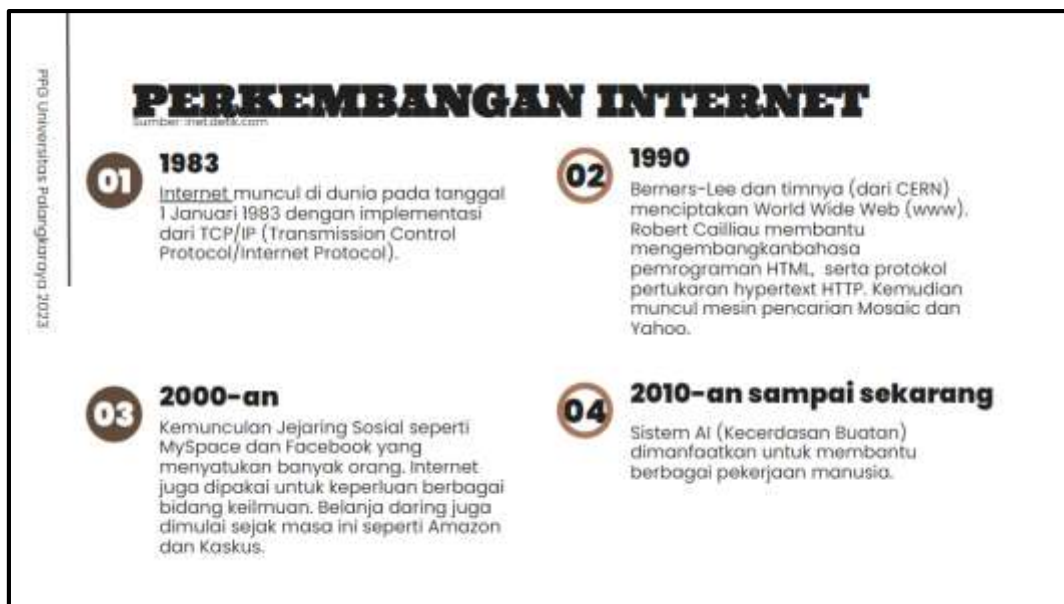 PPG Universitas Palangkaraya 2023
PERKEMBANGAN INTERNET
Sumber :inet.detik.com
01
1983
Internet muncul di dunia pada tanggal
1 Januari 1983 dengan implementasi
dari TCP/IP (Transmission Control
Protocol/Internet Protocol).
02
1990
Berners-Lee dan timnya (dari CERN)
menciptakan World Wide Web (www).
Robert Cailliau membantu
mengembangkanbahasa
pemrograman HTML, serta protokol
pertukaran hypertext HTTP. Kemudian
muncul mesin pencarian Mosaic dan
Yahoo.
03
2000-an
Kemunculan Jejaring Sosial seperti
MySpace dan Facebook yang
menyatukan banyak orang. Internet
juga dipakai untuk keperluan berbagai
bidang keilmuan. Belanja daring juga
dimulai sejak masa ini seperti Amazon
dan Kaskus.
04
2010-an sampai sekarang
Sistem AI (Kecerdasan Buatan)
dimanfaatkan untuk membantu
berbagai pekerjaan manusia.